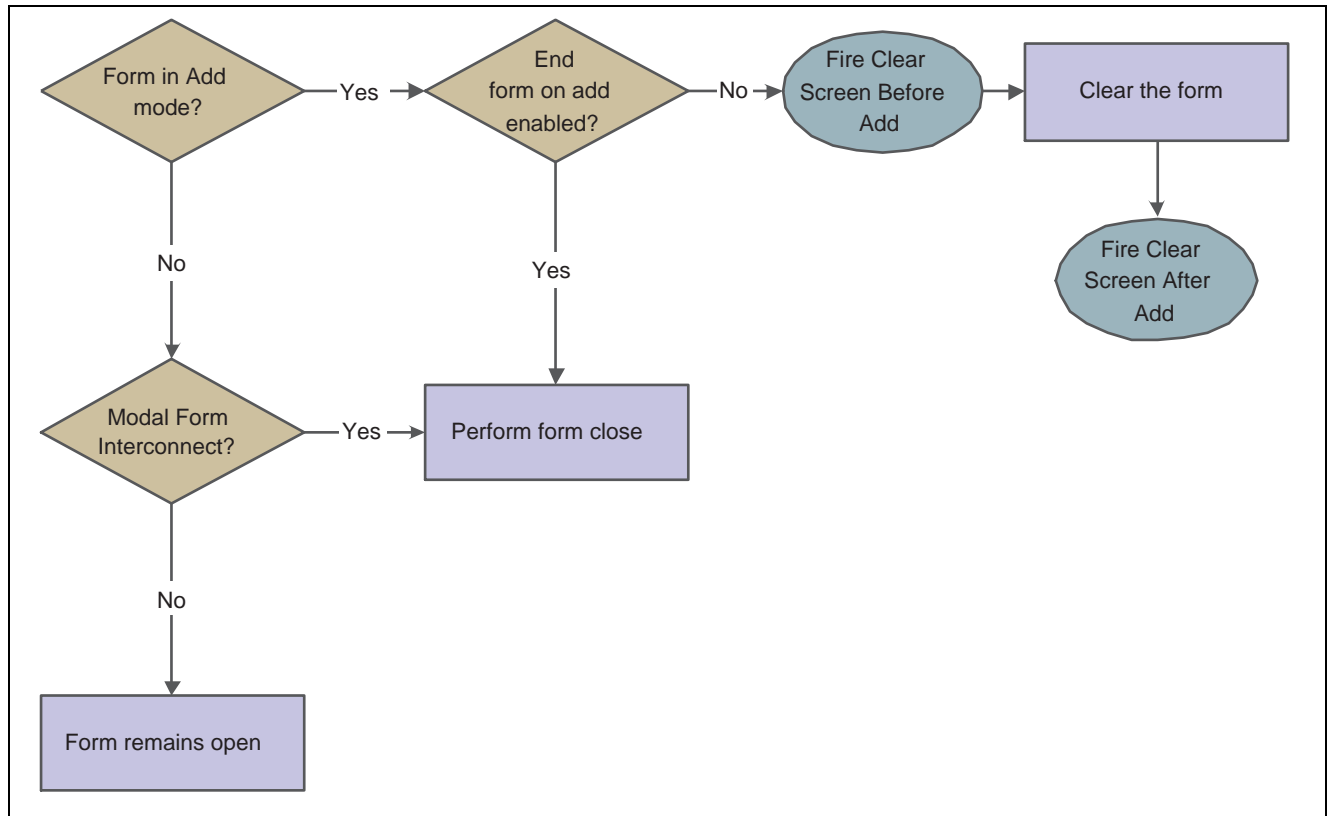 Form in Add
mode?
Yes
End
form on add
enabled?
No
Fire Clear
Screen Before
Add
Clear the form
No
Yes
Fire Clear
Screen After
Add
Modal Form
Interconnect?
Yes
Perform form close
No
Form remains open